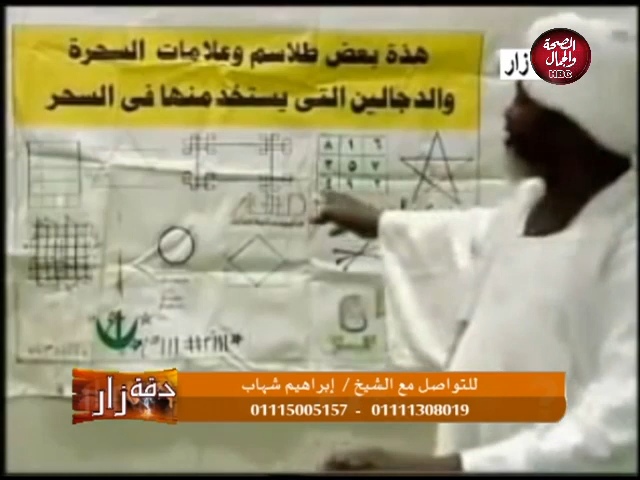 هذة بعض طلاسم وعلامات السحرة
والدجالين التى يستخدمنها فى السحر
زار
الصحة
والجمال
HBC
٨ ١ ٦
٣ ٥ ٧
٤ ٩ ٢
دقة زار
للتواصل مع الشيخ / إبراهيم شهاب
01115005157 - 01111308019